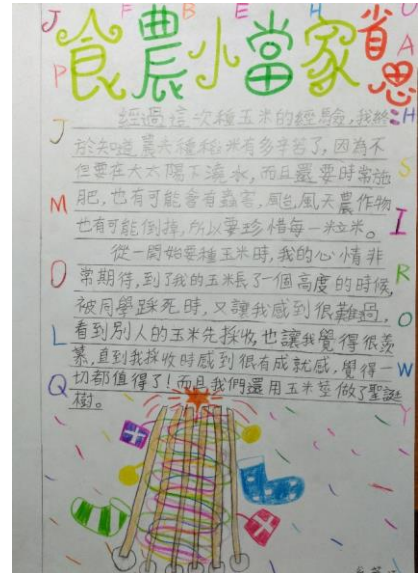 J F B E H U
食農小當家省思
P A
經過這次種玉米的經驗,我終
於知道農夫種稻米有多辛苦了,因為不
但要在大太陽下澆水,而且還要時常施
肥,也有可能會有蟲害,颱風天農作物
也有可能倒掉,所以要珍惜每一粒米。
從一開始要種玉米時,我的心情非
常期待,到了我的玉米長了一個高度的時候,
被同學踩死時,又讓我感到很難過,
看到別人的玉米先採收,也讓我覺得很羨
慕,直到我採收時感到很有成就感,覺得一
切都值得了!而且我們還用玉米莖做了聖誕
樹。
J
M
O
L
Q
H
S
I
R
O
W
Y